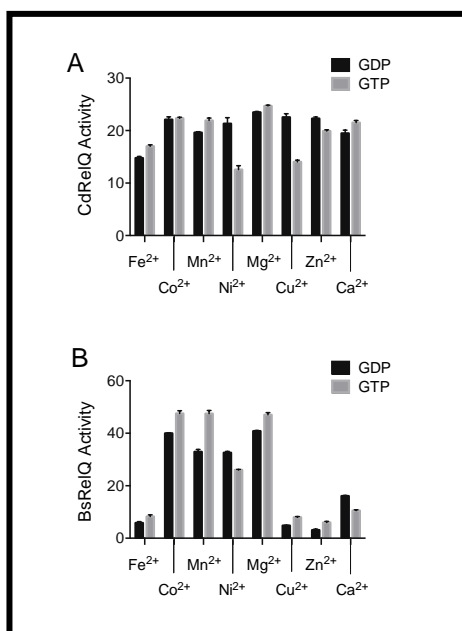 A
GDP
GTP
30
20
10
0
CdRelQ Activity
Fe²⁺ Mn²⁺ Mg²⁺ Zn²⁺
Co²⁺ Ni²⁺ Cu²⁺ Ca²⁺
B
GDP
GTP
60
40
20
0
BsRelQ Activity
Fe²⁺ Mn²⁺ Mg²⁺ Zn²⁺
Co²⁺ Ni²⁺ Cu²⁺ Ca²⁺